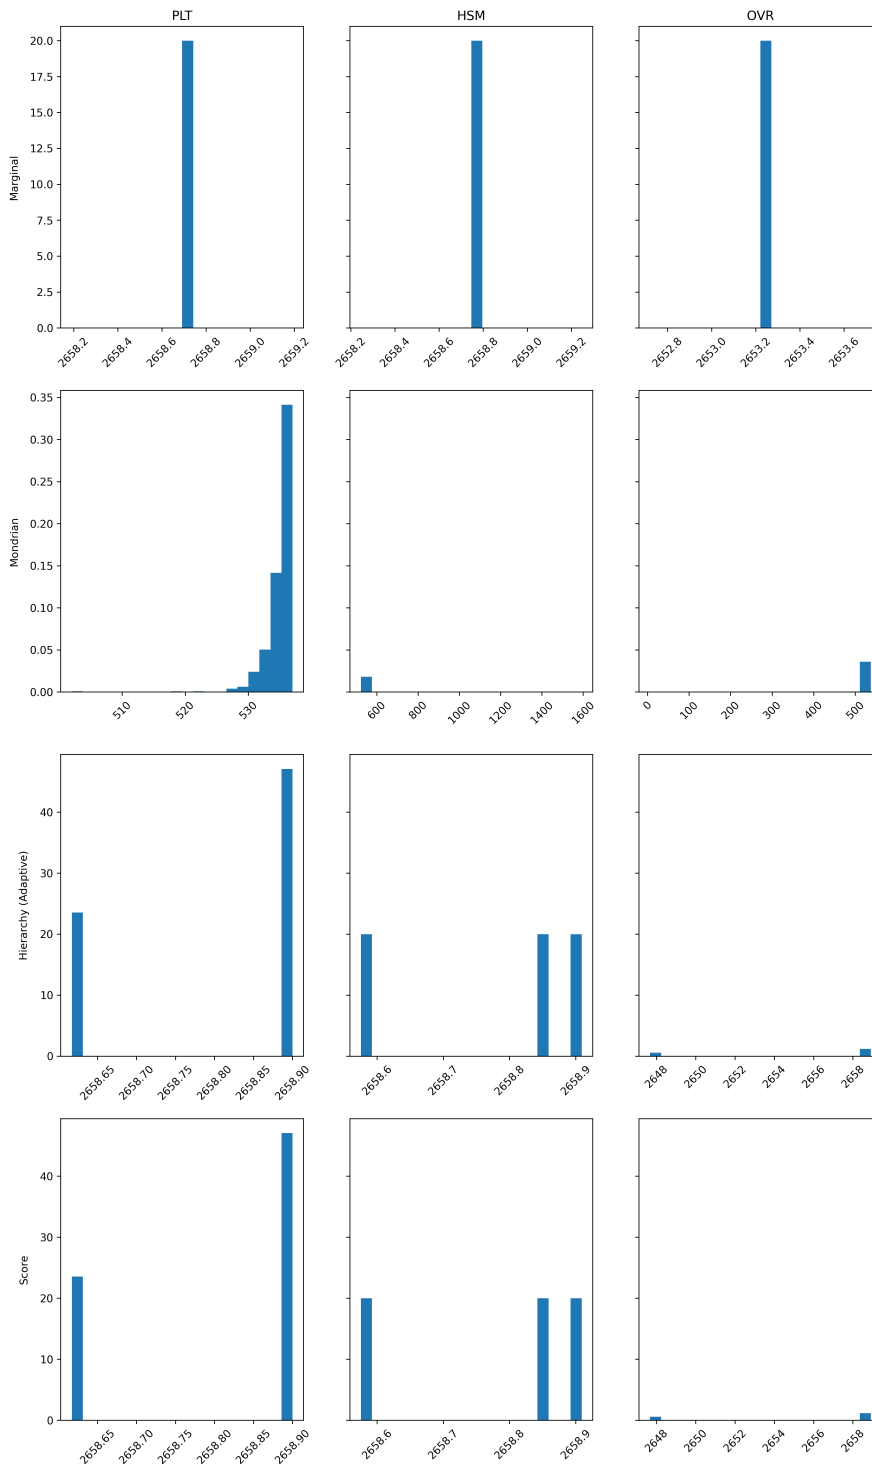 PLT HSM OVR
Marginal
20.0
17.5
15.0
12.5
10.0
7.5
5.0
2.5
0.0
2658.2 2658.4 2658.6 2658.8 2659.0 2659.2
2658.2 2658.4 2658.6 2658.8 2659.0 2659.2
2652.8 2653.0 2653.2 2653.4 2653.6
Mondrian
0.35
0.30
0.25
0.20
0.15
0.10
0.05
0.00
510 520 530
600 800 1000 1200 1400 1600
0 100 200 300 400 500
Hierarchy (Adaptive)
40
30
20
10
0
2658.65 2658.70 2658.75 2658.80 2658.85 2658.90
2658.6 2658.7 2658.8 2658.9
2648 2650 2652 2654 2656 2658
Score
40
30
20
10
0
2658.65 2658.70 2658.75 2658.80 2658.85 2658.90
2658.6 2658.7 2658.8 2658.9
2648 2650 2652 2654 2656 2658